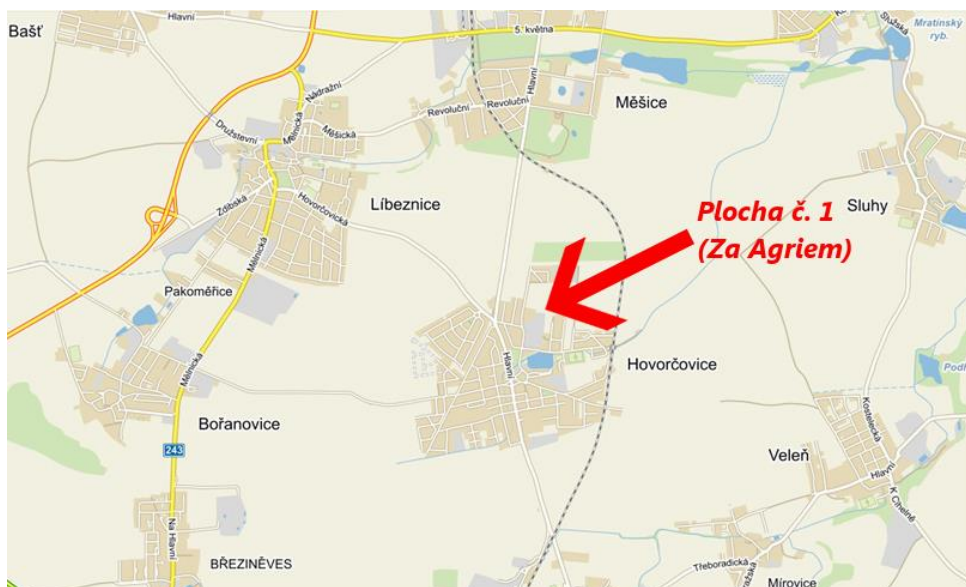 Hlavní
Bašť
5. května
Hlavní
Služská
Mratínský
ryb.
Nádražní
Revoluční
Revoluční
Měšice
Mělnická
Měšická
Družstevní
Hovorčovická
Zdibská
Líbeznice
Plocha č. 1
(Za Agriem)
Sluhy
Mělnická
Pakoměřice
Hlavní
Hovorčovice
Mělnická
Bořanovice
Kostelecká
243
Veleň
Hlavní
K Cihelně
Na Hlavní
BŘEZINĚVES
Třeboradická
Mírovice